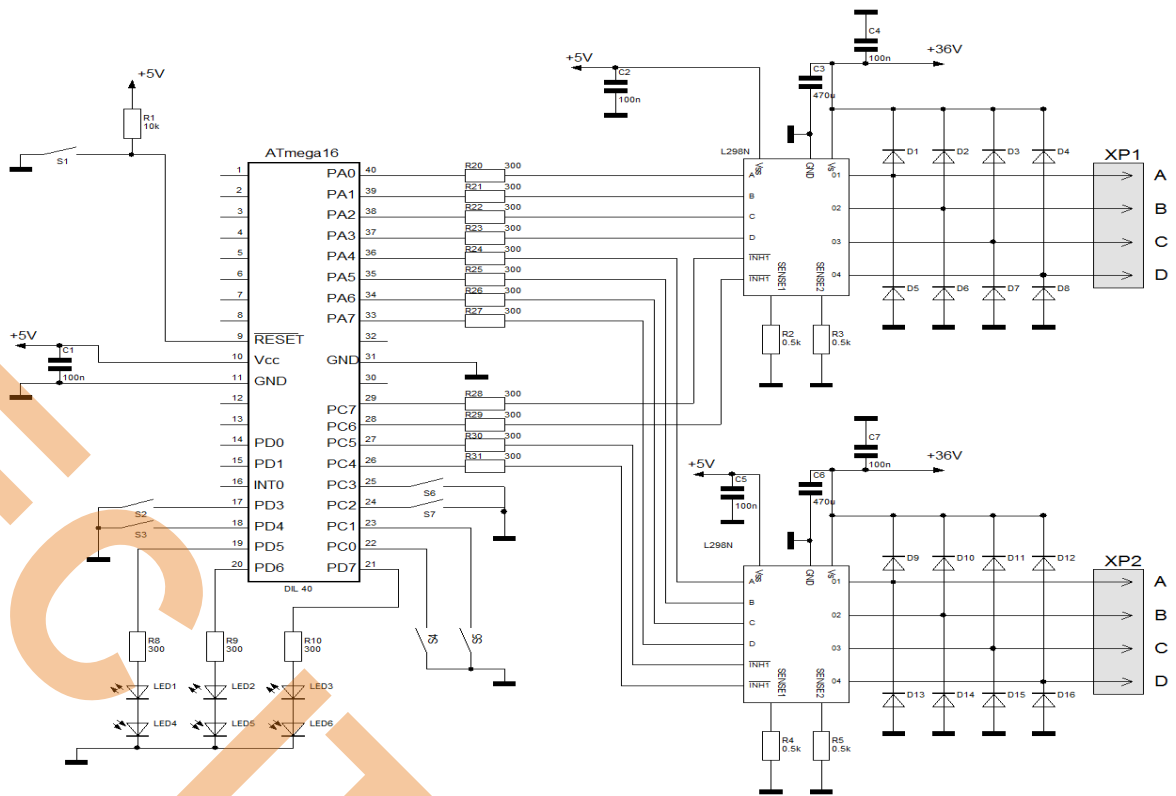 +5V
R1
10k
S1
ATmega16
1
2
3
4
5
6
7
8
9
10
11
12
13
14
15
16
17
18
19
20
RESET
Vcc
GND
PD0
PD1
INT0
PD3
PD4
PD5
PD6
PA0
PA1
PA2
PA3
PA4
PA5
PA6
PA7
GND
PC7
PC6
PC5
PC4
PC3
PC2
PC1
PC0
PD7
40
39
38
37
36
35
34
33
32
31
30
29
28
27
26
25
24
23
22
21
DIL 40
+5V
C1
100n
S2
S3
R8
300
R9
300
R10
300
LED1
LED2
LED3
LED4
LED5
LED6
R20 300
R21 300
R22 300
R23 300
R24 300
R25 300
R26 300
R27 300
R28 300
R29 300
R30 300
R31 300
S6
S7
S4
S5
+5V
C2
100n
C4
100n
+36V
C3
470u
L298N
Vss
GND
Vs
A
B
C
D
INH1
INH1
SENSE1
SENSE2
01
02
03
04
R2
0.5k
R3
0.5k
D1
D2
D3
D4
D5
D6
D7
D8
XP1
A
B
C
D
+5V
C5
100n
C7
100n
+36V
C6
470u
L298N
Vss
GND
Vs
A
B
C
D
INH1
INH1
SENSE1
SENSE2
01
02
03
04
R4
0.5k
R5
0.5k
D9
D10
D11
D12
D13
D14
D15
D16
XP2
A
B
C
D